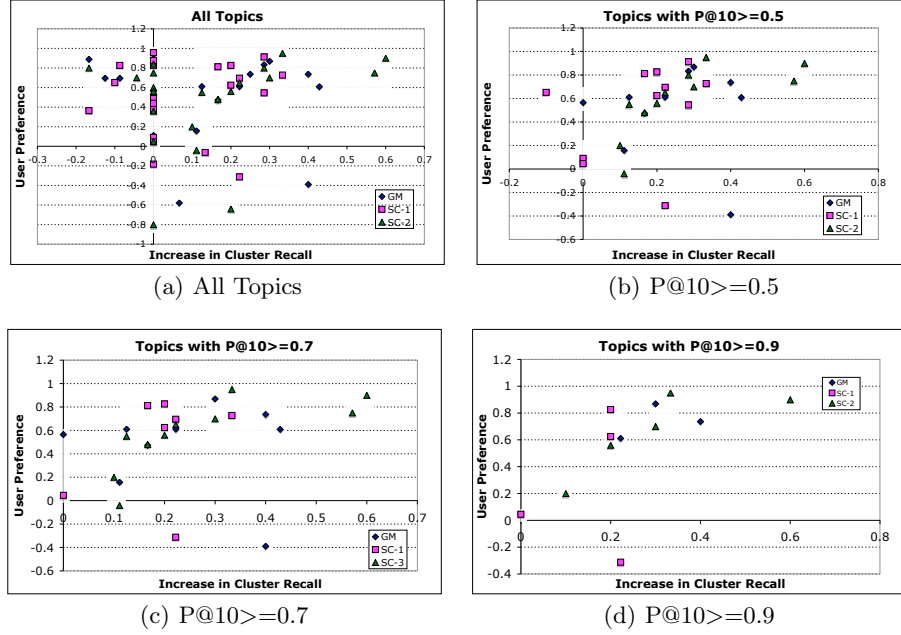 All Topics
1.2
1
0.8
0.6
0.4
0.2
0
-0.2
-0.4
-0.6
-0.8
-1
-0.3 -0.2 -0.1 0 0.1 0.2 0.3 0.4 0.5 0.6 0.7
User Preference
Increase in Cluster Recall
GM
SC-1
SC-2
(a) All Topics
Topics with P@10>=0.5
1.2
1
0.8
0.6
0.4
0.2
0
-0.2
-0.4
-0.6
-0.2 0 0.2 0.4 0.6 0.8
User Preference
Increase in Cluster Recall
GM
SC-1
SC-2
(b) P@10>=0.5
Topics with P@10>=0.7
1.2
1
0.8
0.6
0.4
0.2
0
-0.2
-0.4
-0.6
0 0.1 0.2 0.3 0.4 0.5 0.6 0.7
User Preference
Increase in Cluster Recall
GM
SC-1
SC-3
(c) P@10>=0.7
Topics with P@10>=0.9
1.2
1
0.8
0.6
0.4
0.2
0
-0.2
-0.4
0 0.2 0.4 0.6 0.8
User Preference
Increase in Cluster Recall
GM
SC-1
SC-2
(d) P@10>=0.9